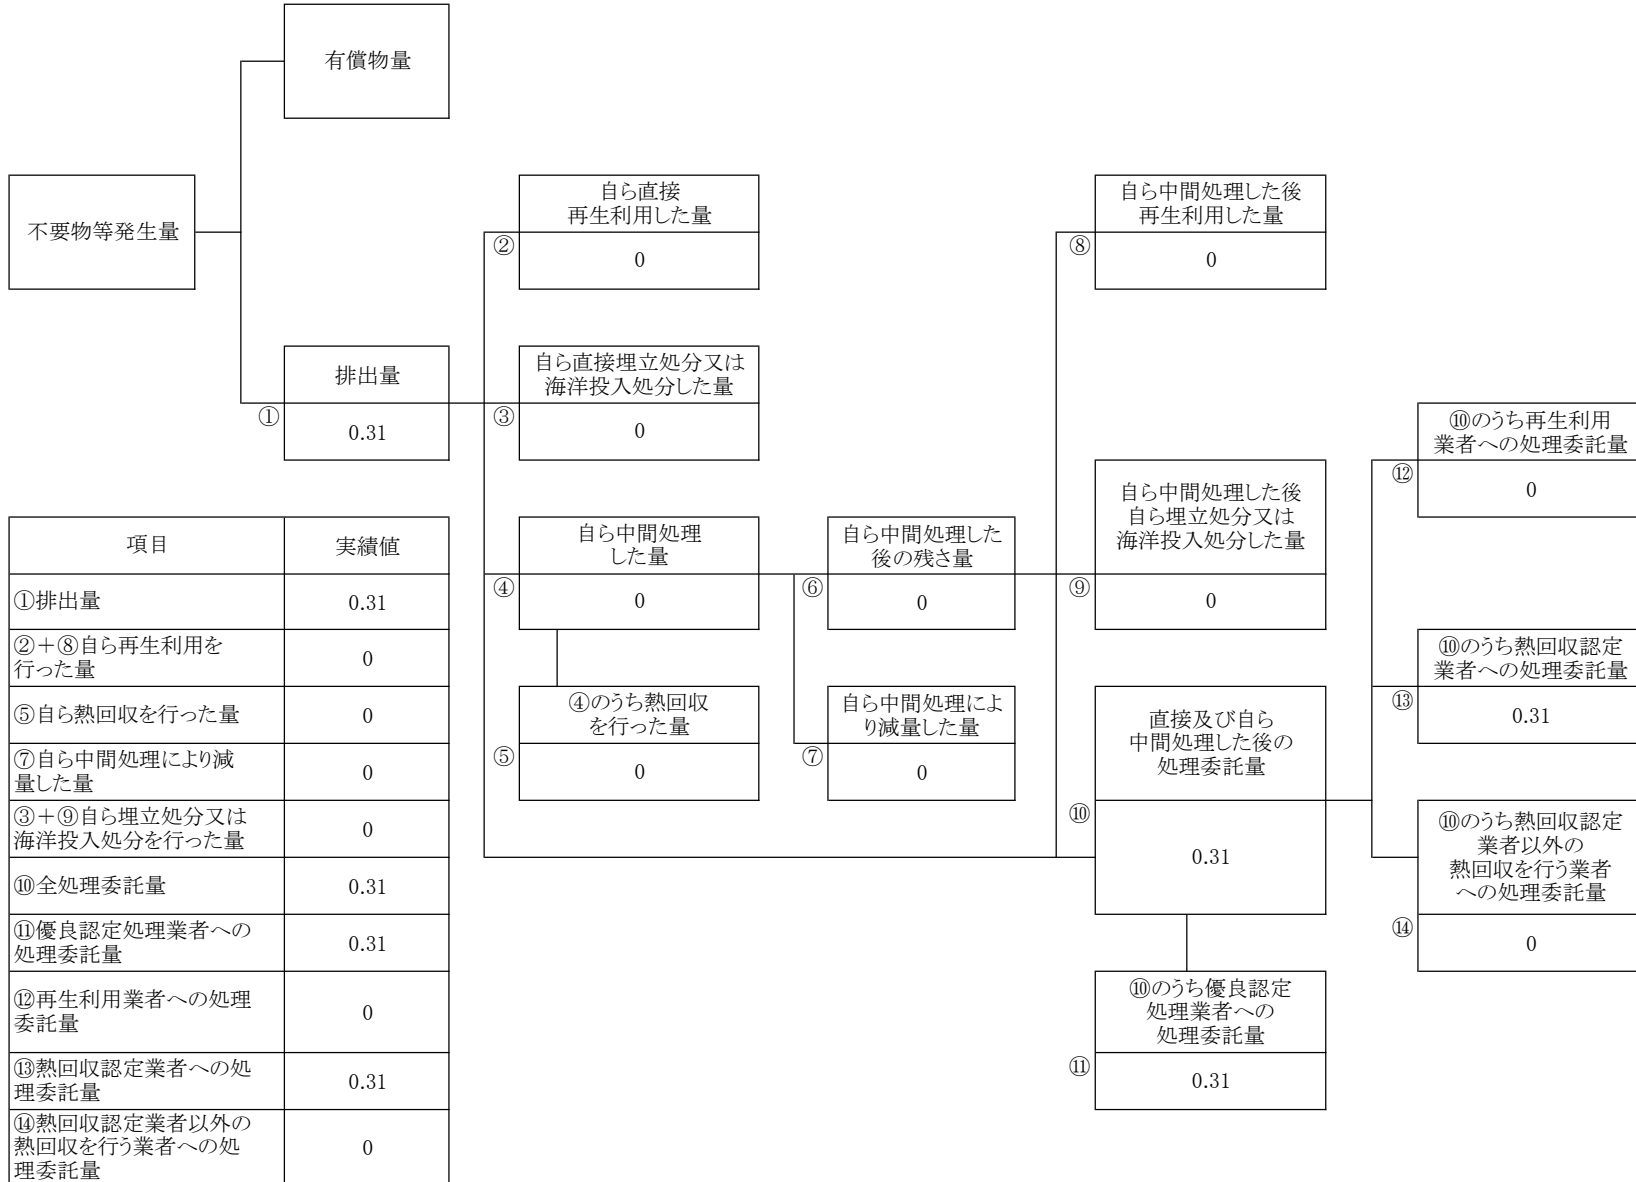 有償物量
不要物等発生量
自ら直接
再生利用した量
②
0
自ら中間処理した後
再生利用した量
⑧
0
排出量
①
0.31
自ら直接埋立処分又は
海洋投入処分した量
③
0
⑩のうち再生利用
業者への処理委託量
⑫
0
自ら中間処理した後
自ら埋立処分又は
海洋投入処分した量
⑨
0
自ら中間処理
した量
④
0
自ら中間処理した
後の残さ量
⑥
0
⑩のうち熱回収認定
業者への処理委託量
⑬
0.31
④のうち熱回収
を行った量
⑤
0
自ら中間処理によ
り減量した量
⑦
0
直接及び自ら
中間処理した後の
処理委託量
⑩
0.31
⑩のうち熱回収認定
業者以外の
熱回収を行う業者
への処理委託量
⑭
0
⑩のうち優良認定
処理業者への
処理委託量
⑪
0.31
項目
実績値
①排出量
0.31
②+⑧自ら再生利用を
行った量
0
⑤自ら熱回収を行った量
0
⑦自ら中間処理により減
量した量
0
③+⑨自ら埋立処分又は
海洋投入処分を行った量
0
⑩全処理委託量
0.31
⑪優良認定処理業者への
処理委託量
0.31
⑫再生利用業者への処理
委託量
0
⑬熱回収認定業者への処
理委託量
0.31
⑭熱回収認定業者以外の
熱回収を行う業者への処
理委託量
0